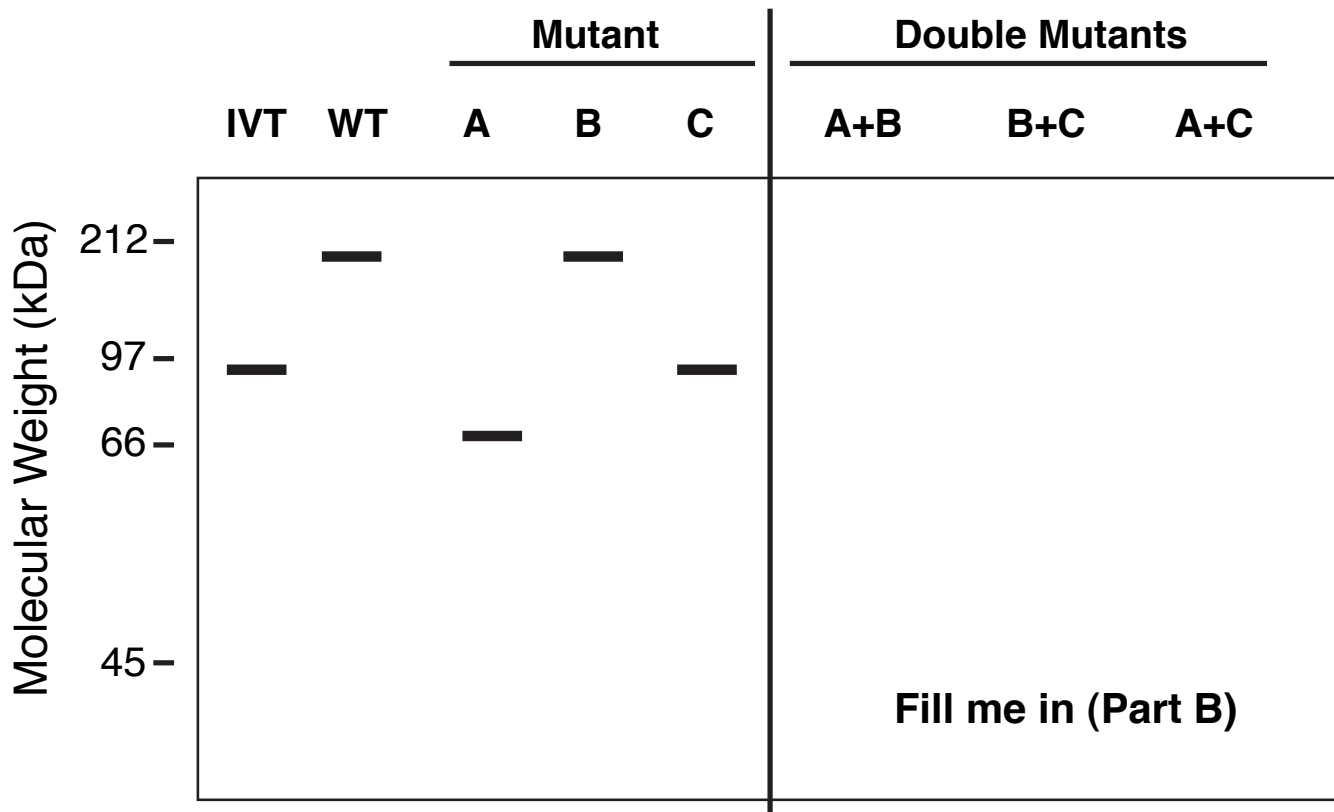 Mutant
Double Mutants
IVT WT A B C A+B B+C A+C
Molecular Weight (kDa)
212
97
66
45
Fill me in (Part B)